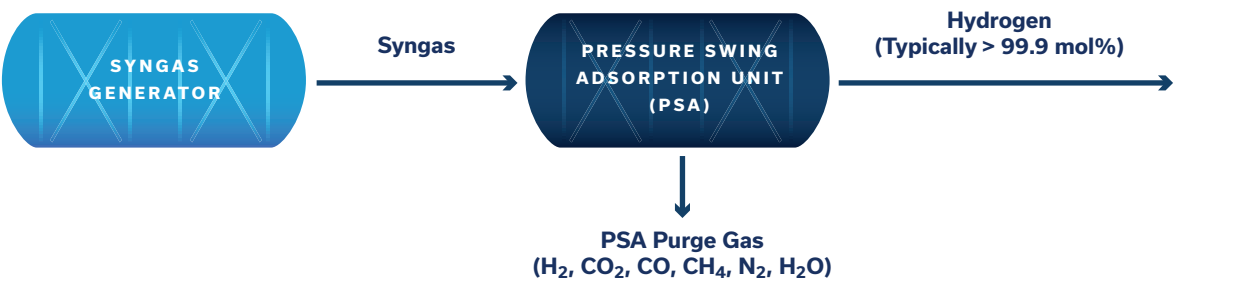 SYNGAS
GENERATOR
Syngas
PRESSURE SWING
ADSORPTION UNIT
(PSA)
Hydrogen
(Typically > 99.9 mol%)
PSA Purge Gas
(H₂, CO₂, CO, CH₄, N₂, H₂O)